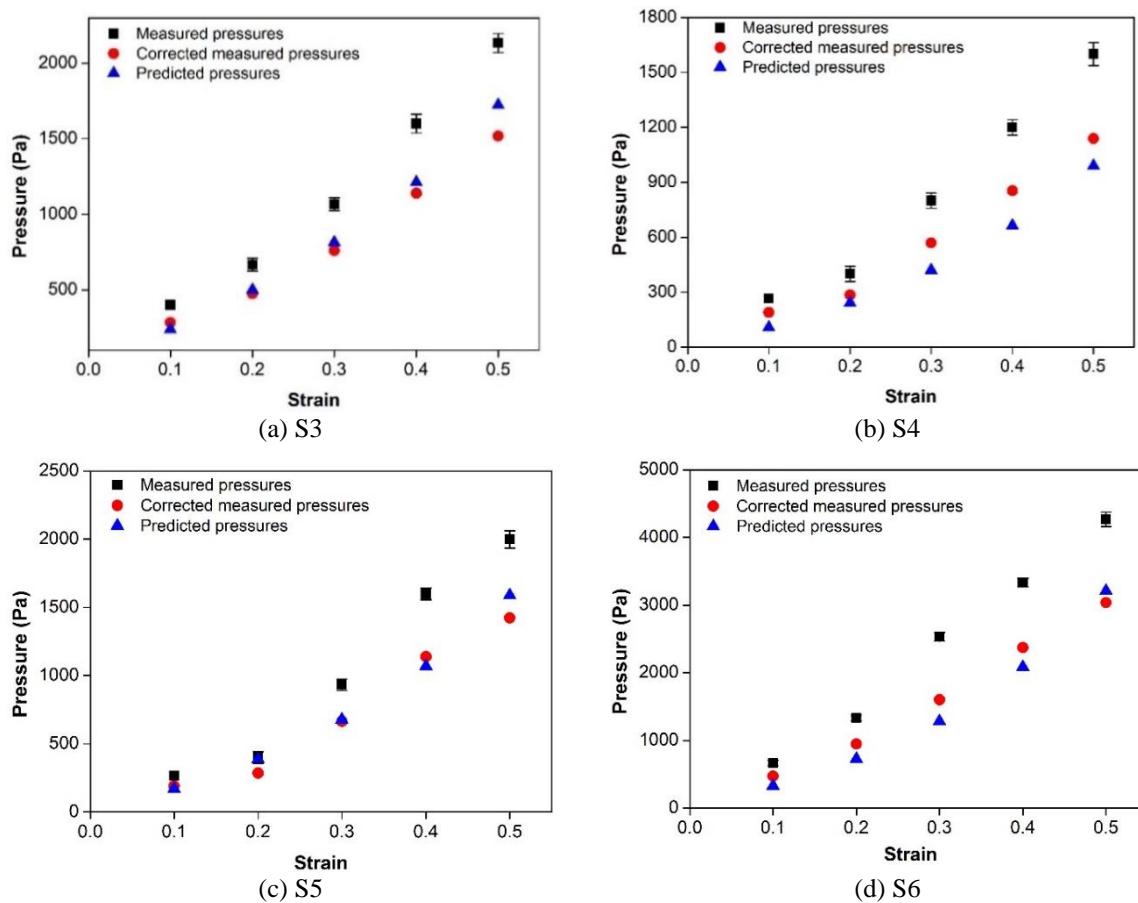 Measured pressures
Corrected measured pressures
Predicted pressures
2000
1500
1000
500
Pressure (Pa)
0.0 0.1 0.2 0.3 0.4 0.5
Strain
(a) S3
Measured pressures
Corrected measured pressures
Predicted pressures
1800
1500
1200
900
600
300
0
Pressure (Pa)
0.0 0.1 0.2 0.3 0.4 0.5
Strain
(b) S4
Measured pressures
Corrected measured pressures
Predicted pressures
2500
2000
1500
1000
500
0
Pressure (Pa)
0.0 0.1 0.2 0.3 0.4 0.5
Strain
(c) S5
Measured pressures
Corrected measured pressures
Predicted pressures
5000
4000
3000
2000
1000
0
Pressure (Pa)
0.0 0.1 0.2 0.3 0.4 0.5
Strain
(d) S6